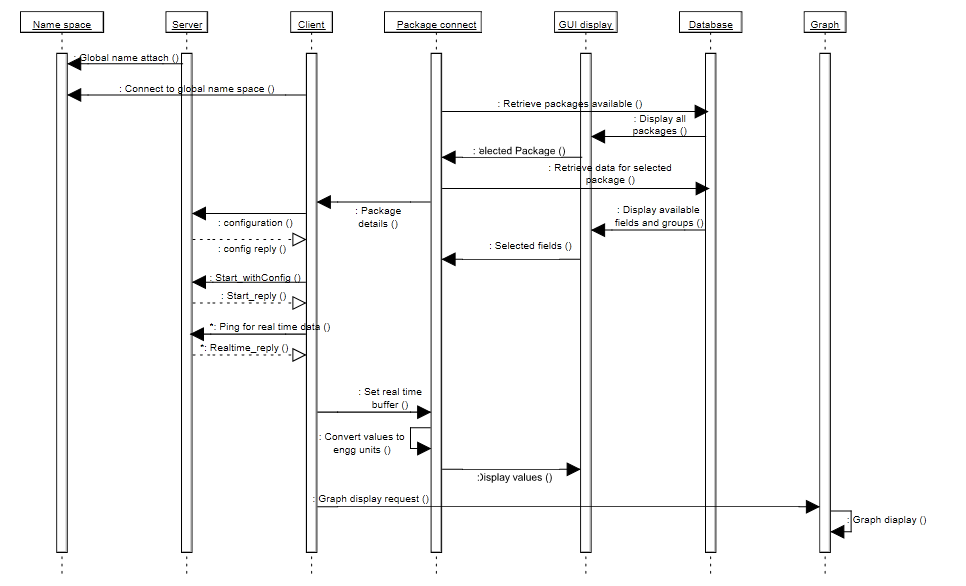 Name space
Server
Client
Package connect
GUI display
Database
Graph
: Global name attach ()
: Connect to global name space ()
: Retrieve packages available ()
: Display all
packages ()
: elected Package ()
: Retrieve data for selected
package ()
: Package
details ()
: Display available
fields and groups ()
: configuration ()
: config reply ()
: Selected fields ()
: Start_withConfig ()
: Start_reply ()
*: Ping for real time data ()
*: Realtime_reply ()
: Set real time
buffer ()
: Convert values to
engg units ()
:Display values ()
: Graph display request ()
: Graph diaplay ()